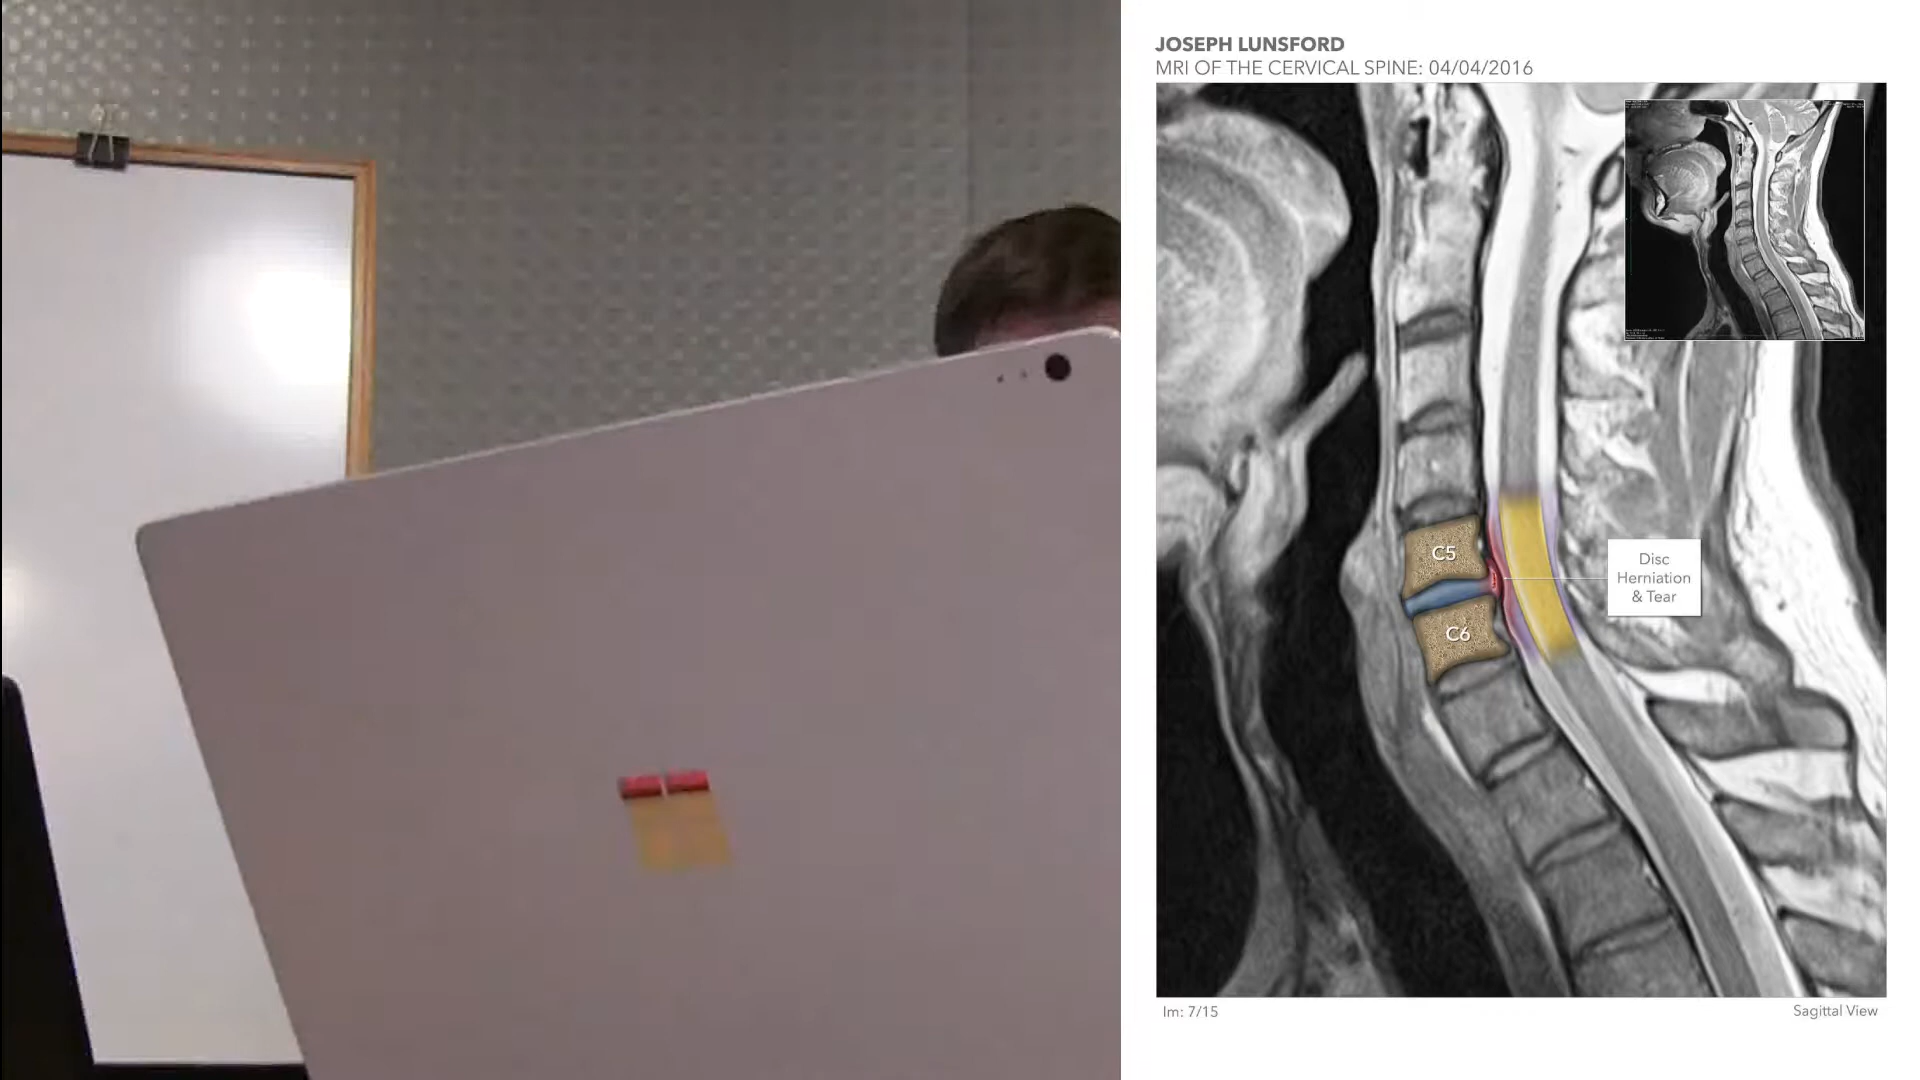 JOSEPH LUNSFORD
MRI OF THE CERVICAL SPINE: 04/04/2016
C5
C6
Disc
Herniation
& Tear
Im: 7/15
Sagittal View